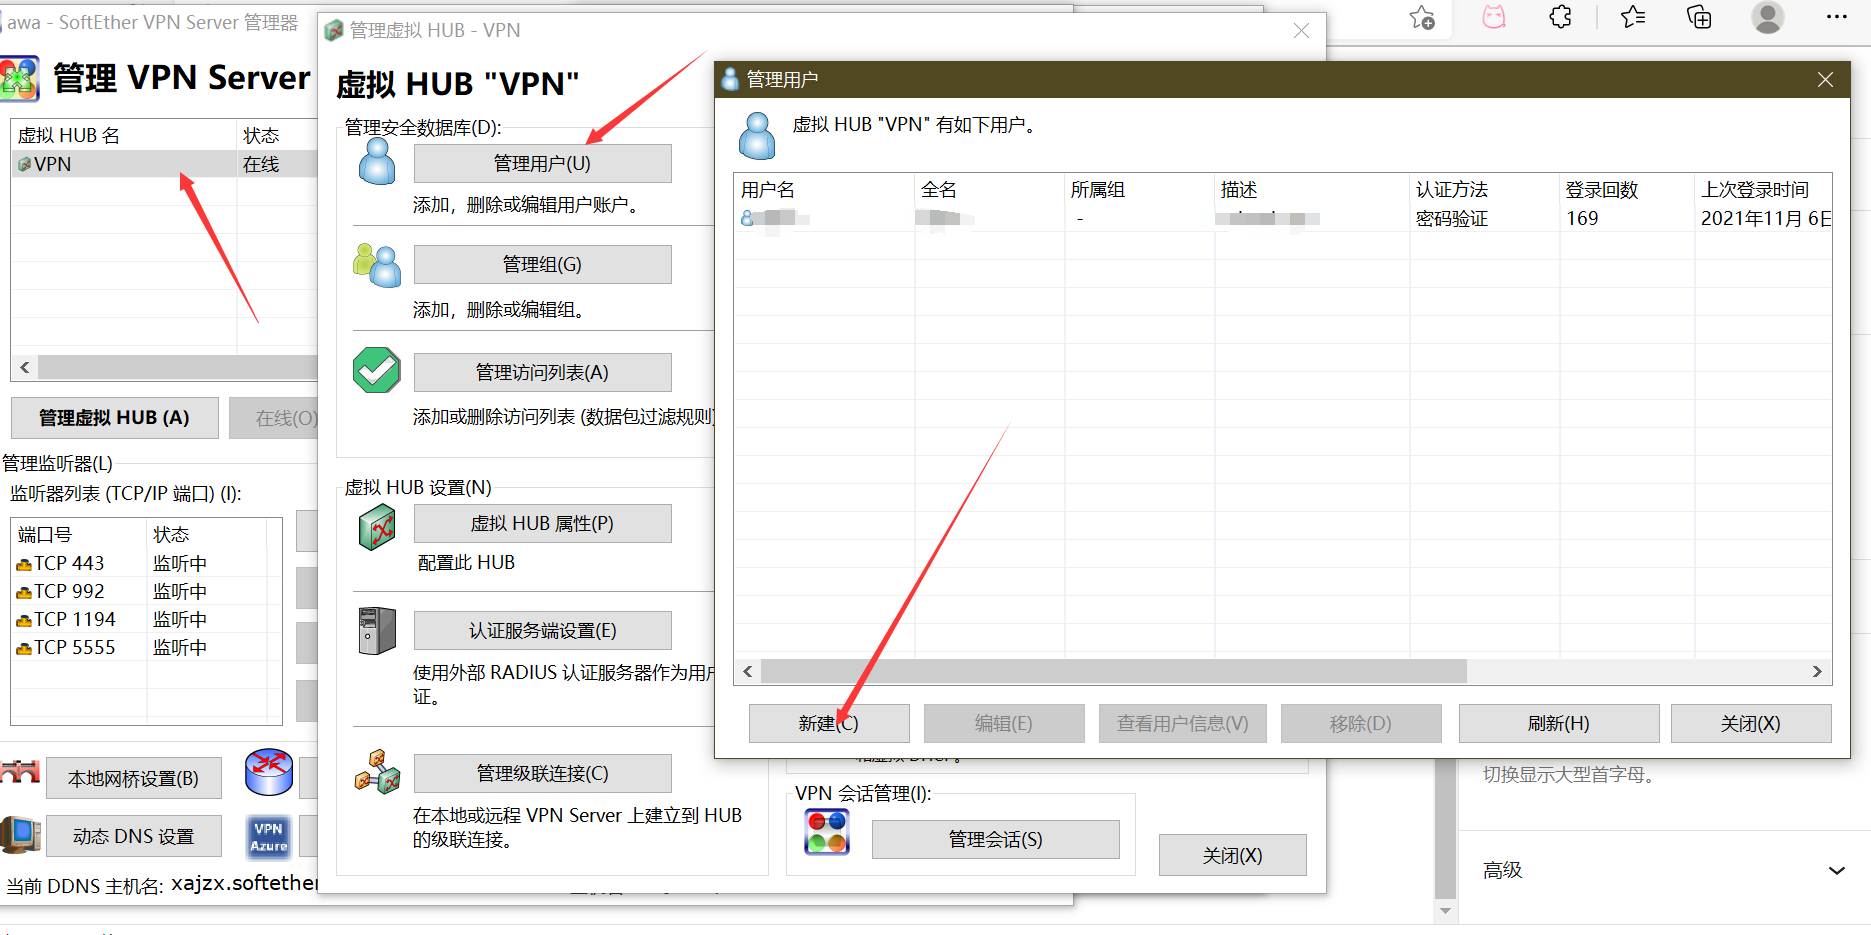 awa - SoftEther VPN Server 管理器
管理 VPN Server
虚拟 HUB 名
状态
VPN
在线
管理虚拟 HUB (A)
在线(O)
管理监听器(L)
监听器列表 (TCP/IP 端口) (I):
端口号
状态
TCP 443
监听中
TCP 992
监听中
TCP 1194
监听中
TCP 5555
监听中
本地网桥设置(B)
动态 DNS 设置
VPN
Azure
当前 DDNS 主机名:
xajzx.softether
管理虚拟 HUB - VPN
虚拟 HUB "VPN"
管理安全数据库(D):
管理用户(U)
添加，删除或编辑用户账户。
管理组(G)
添加，删除或编辑组。
管理访问列表(A)
添加或删除访问列表 (数据包过滤规则)
虚拟 HUB 设置(N)
虚拟 HUB 属性(P)
配置此 HUB
认证服务端设置(E)
使用外部 RADIUS 认证服务器作为用户
证。
管理级联连接(C)
在本地或远程 VPN Server 上建立到 HUB
的级联连接。
VPN 会话管理(I):
管理会话(S)
关闭(X)
管理用户
虚拟 HUB "VPN" 有如下用户。
用户名
全名
所属组
描述
认证方法
登录回数
上次登录时间
-
密码验证
169
2021年11月 6日
新建(C)
编辑(E)
查看用户信息(V)
移除(D)
刷新(H)
关闭(X)
切换显示大型首字母。
高级